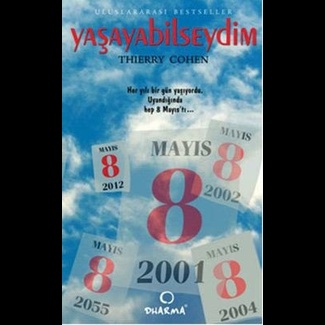 ULUSLARARASI BESTSELLER
yaşayabilseydim
THIERRY COHEN
Her yılı bir gün yaşıyordu.
Uyandığında
hep 8 Mayıs'tı...
MAYIS
8
2012
MAYIS
8
2001
MAYIS
8
2002
MAYIS
8
2055
MAYIS
8
2004
DHARMA